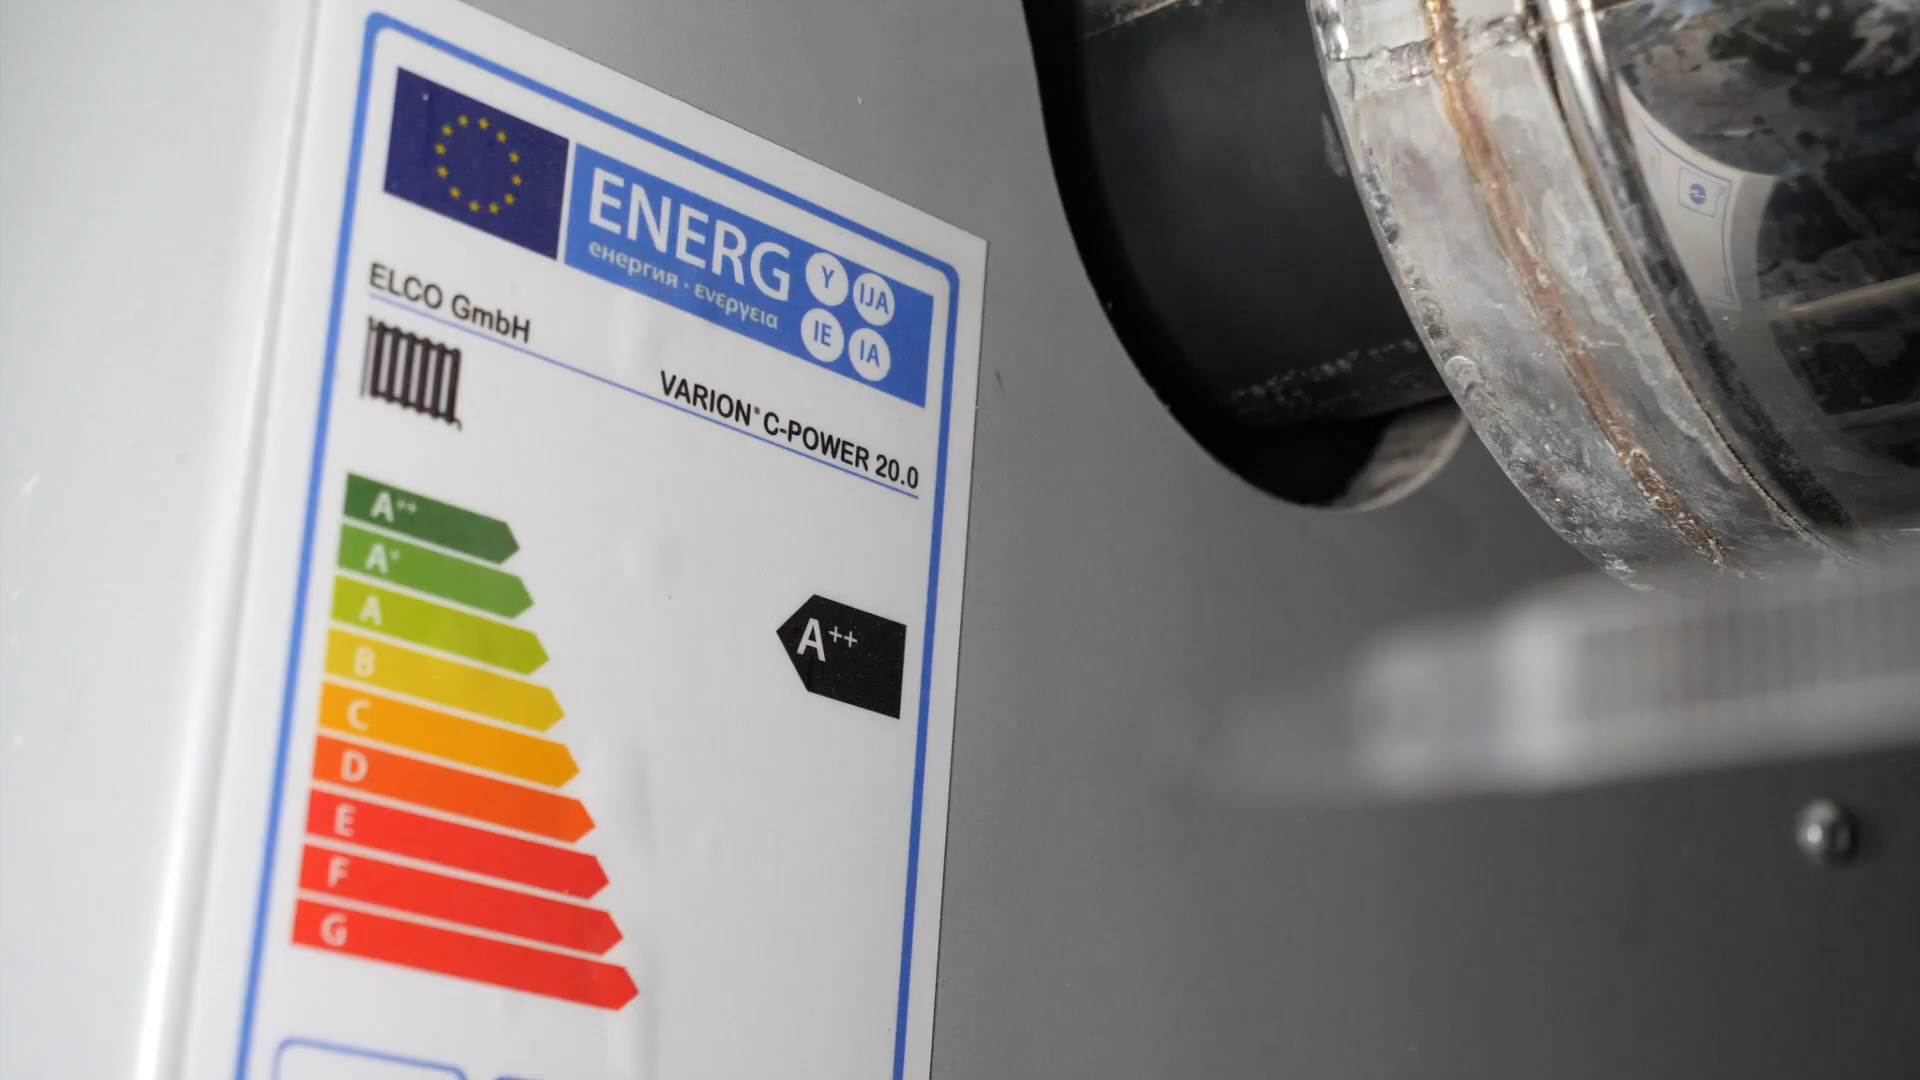 ENERG
енергия · ενεργεια
Y
IJA
IE
IA
ELCO GmbH
VARION® C-POWER 20.0
A++
A+
A
B
C
D
E
F
G
A++